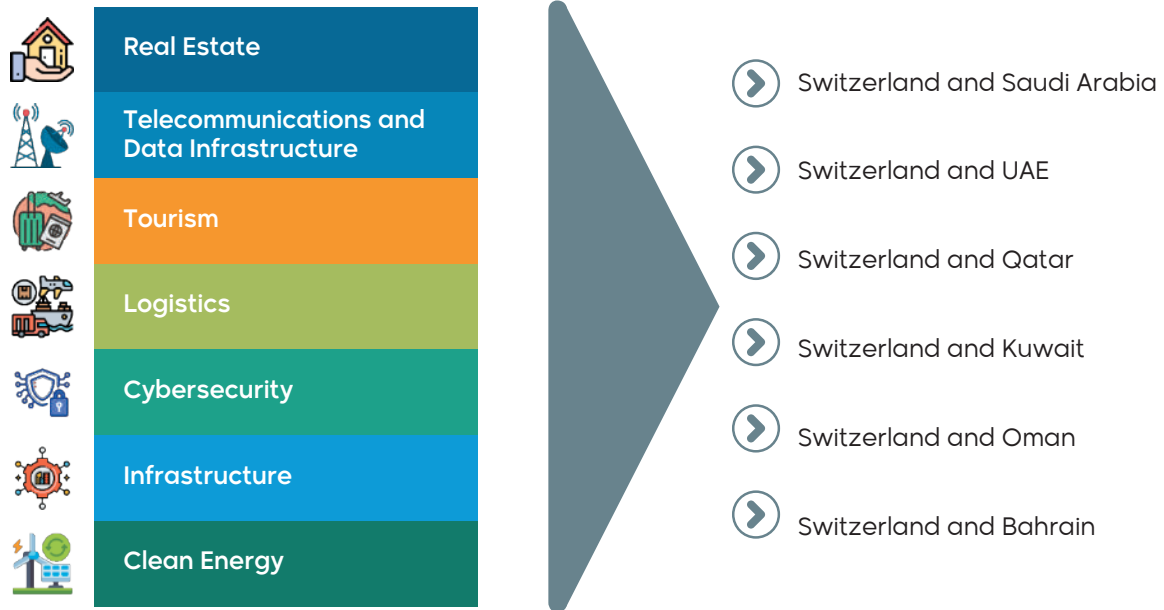 Real Estate
Telecommunications and
Data Infrastructure
Tourism
Logistics
Cybersecurity
Infrastructure
Clean Energy
Switzerland and Saudi Arabia
Switzerland and UAE
Switzerland and Qatar
Switzerland and Kuwait
Switzerland and Oman
Switzerland and Bahrain